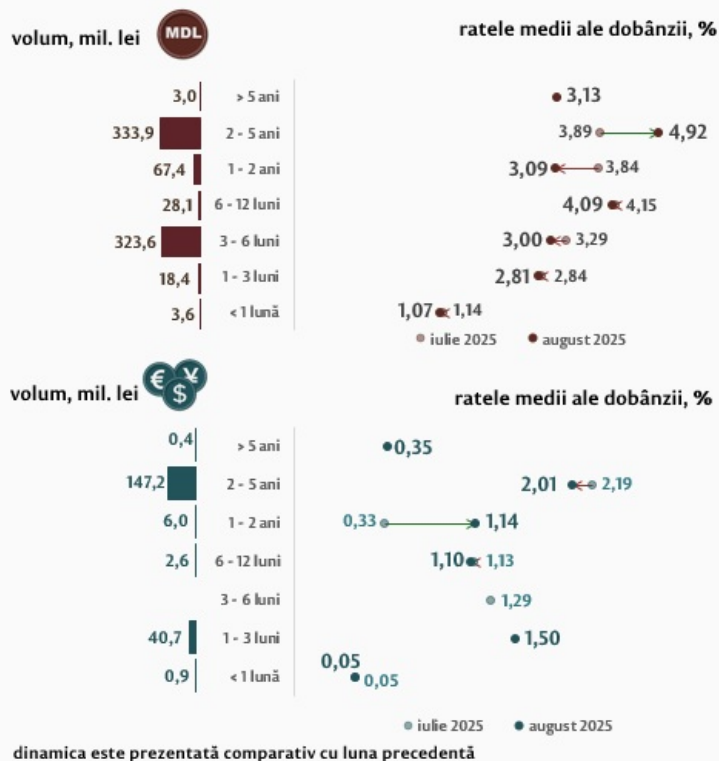 volum, mil. lei MDL ratele medii ale dobânzii, %
3,0 > 5 ani 3,13
333,9 2 - 5 ani 3,89 4,92
67,4 1 - 2 ani 3,09 3,84
28,1 6 - 12 luni 4,09 4,15
323,6 3 - 6 luni 3,00 3,29
18,4 1 - 3 luni 2,81 2,84
3,6 < 1 lună 1,07 1,14
iulie 2025 august 2025
volum, mil. lei € ¥ $ ratele medii ale dobânzii, %
0,4 > 5 ani 0,35
147,2 2 - 5 ani 2,01 2,19
6,0 1 - 2 ani 0,33 1,14
2,6 6 - 12 luni 1,10 1,13
3 - 6 luni 1,29
40,7 1 - 3 luni 1,50
0,9 < 1 lună 0,05 0,05
iulie 2025 august 2025
dinamica este prezentată comparativ cu luna precedentă